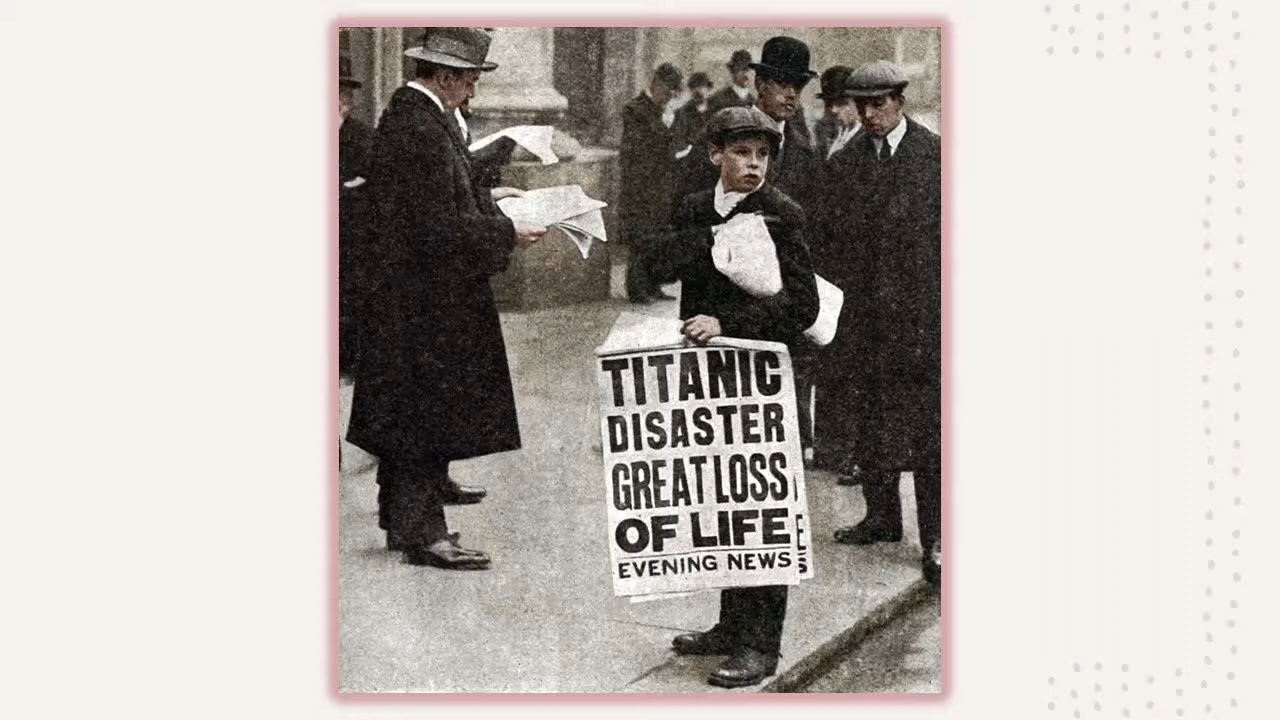 TITANIC
DISASTER
GREAT LOSS
OF LIFE
EVENING NEWS